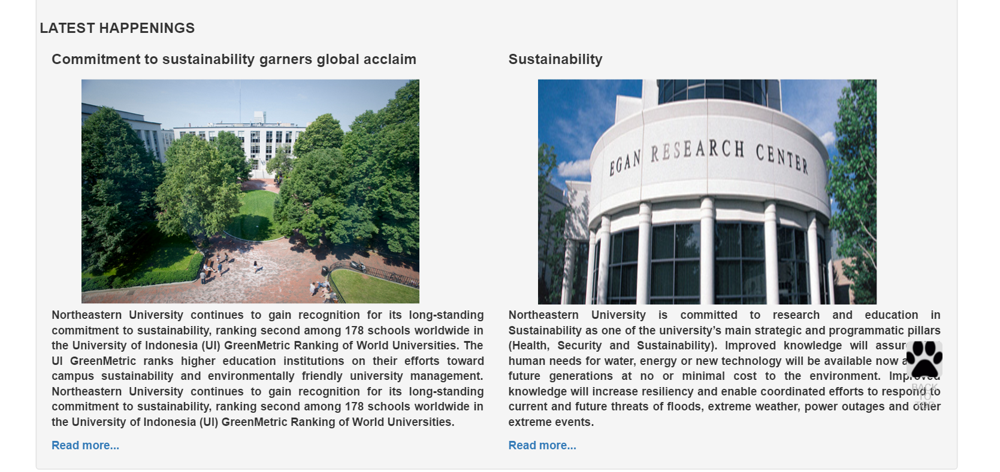 LATEST HAPPENINGS
Commitment to sustainability garners global acclaim
Northeastern University continues to gain recognition for its long-standing
commitment to sustainability, ranking second among 178 schools worldwide in
the University of Indonesia (UI) GreenMetric Ranking of World Universities. The
UI GreenMetric ranks higher education institutions on their efforts toward
campus sustainability and environmentally friendly university management.
Northeastern University continues to gain recognition for its long-standing
commitment to sustainability, ranking second among 178 schools worldwide in
the University of Indonesia (UI) GreenMetric Ranking of World Universities.
Read more...
Sustainability
EGAN RESEARCH CENTER
Northeastern University is committed to research and education in
Sustainability as one of the university’s main strategic and programmatic pillars
(Health, Security and Sustainability). Improved knowledge will
human needs for water, energy or new technology will be available now
future generations at no or minimal cost to the environment. Improved
knowledge will increase resiliency and enable coordinated efforts to respond to
current and future threats of floods, extreme weather, power outages and other
extreme events.
Read more...
BACK
TO
TOP